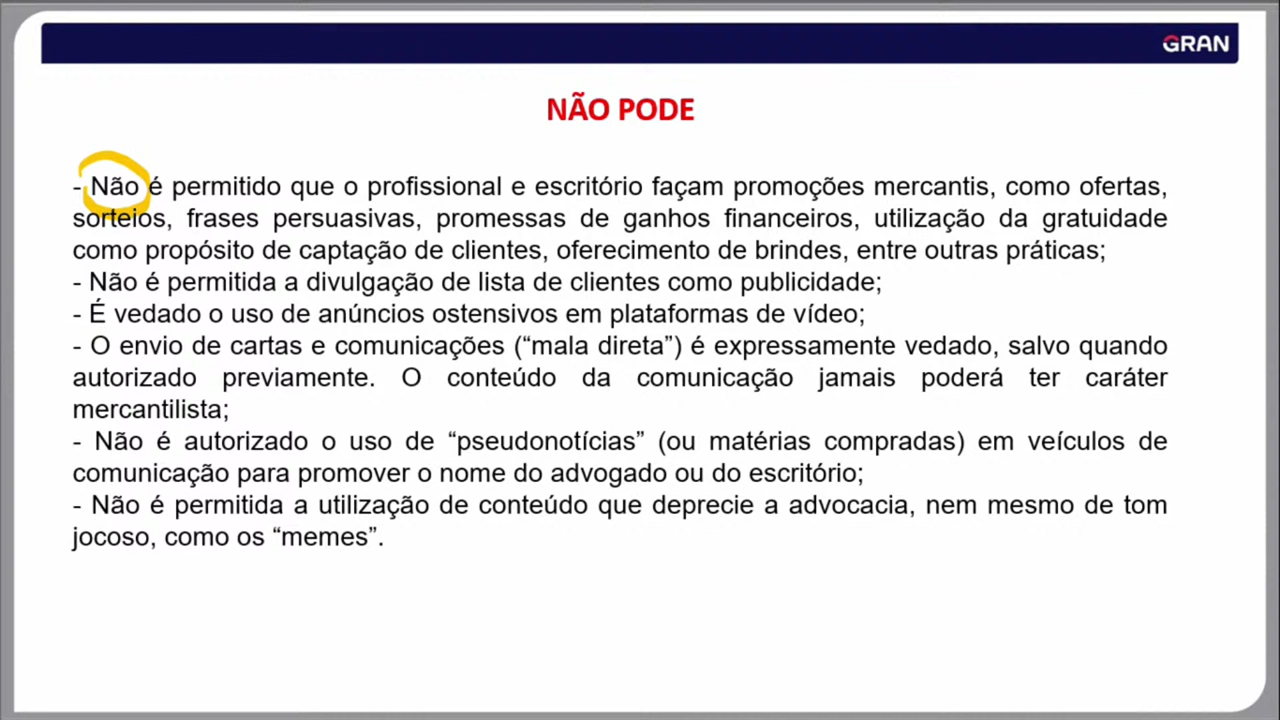 GRAN
NÃO PODE
- Não é permitido que o profissional e escritório façam promoções mercantis, como ofertas,
sorteios, frases persuasivas, promessas de ganhos financeiros, utilização da gratuidade
como propósito de captação de clientes, oferecimento de brindes, entre outras práticas;
- Não é permitida a divulgação de lista de clientes como publicidade;
- É vedado o uso de anúncios ostensivos em plataformas de vídeo;
- O envio de cartas e comunicações (“mala direta”) é expressamente vedado, salvo quando
autorizado previamente. O conteúdo da comunicação jamais poderá ter caráter
mercantilista;
- Não é autorizado o uso de “pseudonotícias” (ou matérias compradas) em veículos de
comunicação para promover o nome do advogado ou do escritório;
- Não é permitida a utilização de conteúdo que deprecie a advocacia, nem mesmo de tom
jocoso, como os “memes”.